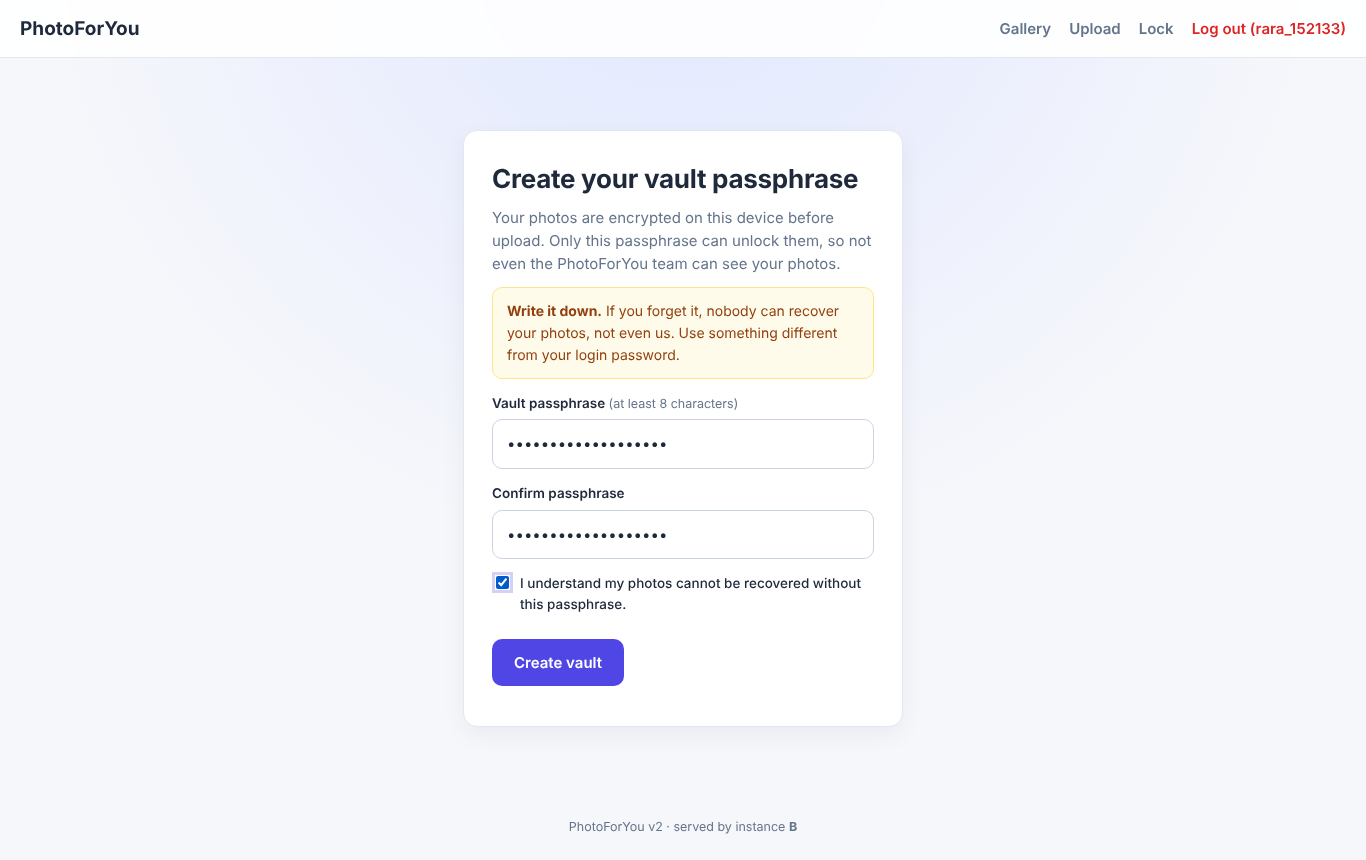 PhotoForYou
Gallery Upload Lock Log out (rara_152133)
Create your vault passphrase
Your photos are encrypted on this device before
upload. Only this passphrase can unlock them, so not
even the PhotoForYou team can see your photos.
Write it down. If you forget it, nobody can recover
your photos, not even us. Use something different
from your login password.
Vault passphrase (at least 8 characters)
•••••••••••••••••••
Confirm passphrase
•••••••••••••••••••
I understand my photos cannot be recovered without
this passphrase.
Create vault
PhotoForYou v2 · served by instance B